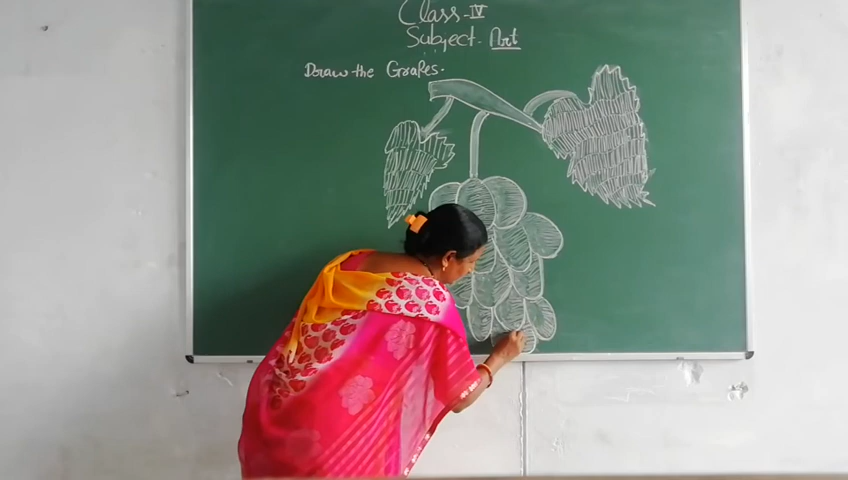 Class-IV
Subject- Art
Draw the Grapes.